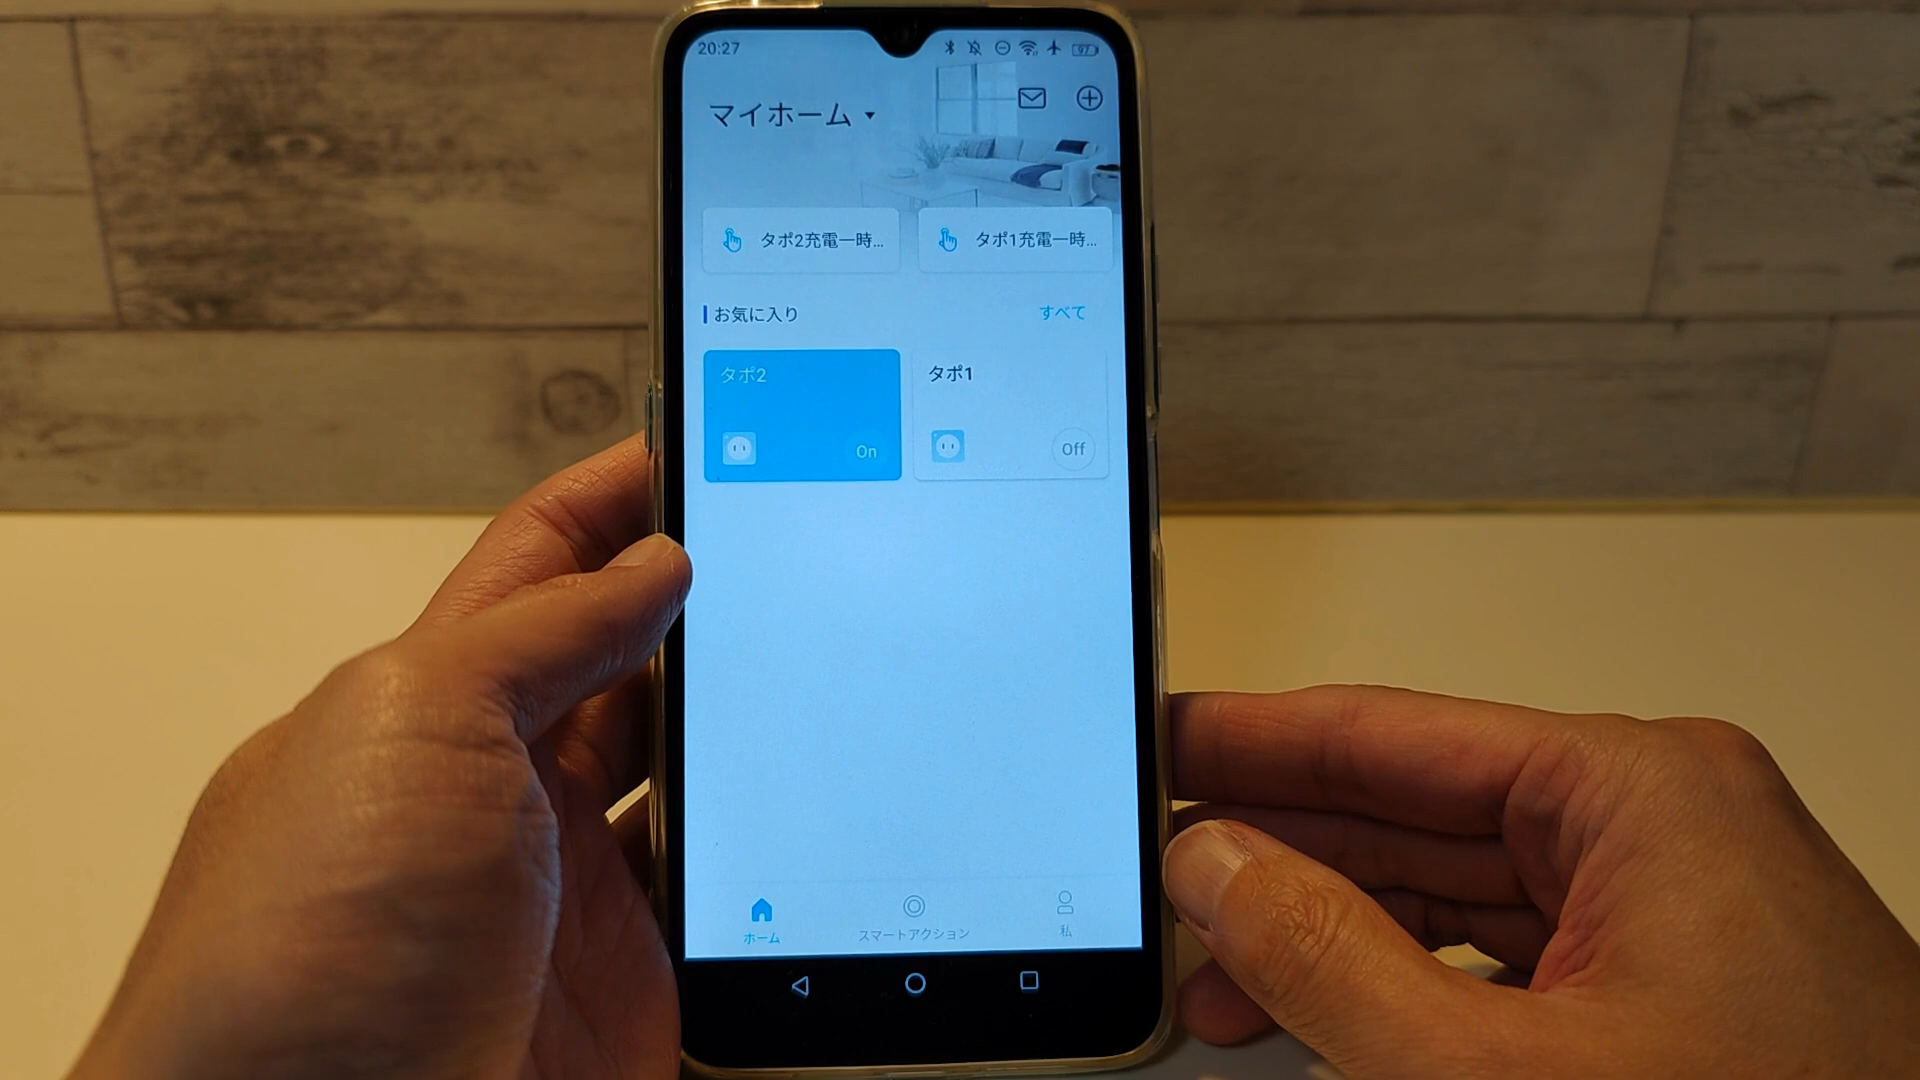 20:27
97
マイホーム
タポ2充電一時...
タポ1充電一時...
お気に入り
すべて
タポ2
タポ1
On
Off
ホーム
スマートアクション
私